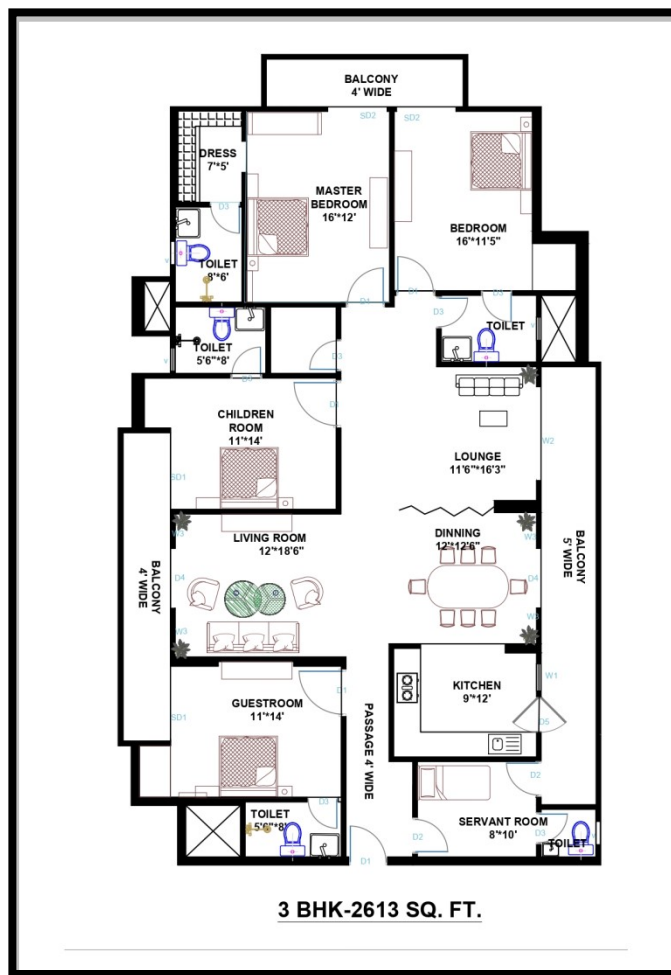 BALCONY
4' WIDE
SD2
SD2
DRESS
7'*5'
MASTER
BEDROOM
16'*12'
BEDROOM
16'*11'5"
D3
TOILET
8'*6'
V
D4
D1
D3
D3
TOILET
V
TOILET
5'6"*8'
V
D3
CHILDREN
ROOM
11'*14'
LOUNGE
11'6"*16'3"
W2
SD1
LIVING ROOM
12'*18'6"
DINNING
12'*12'6"
W3
W3
BALCONY
4' WIDE
BALCONY
5' WIDE
D4
D4
W3
KITCHEN
9'*12'
W1
D5
GUESTROOM
11'*14'
D1
SD1
PASSAGE 4' WIDE
D2
TOILET
5'6"*8'
D3
SERVANT ROOM
8'*10'
D2
D3
TOILET
D1
3 BHK-2613 SQ. FT.